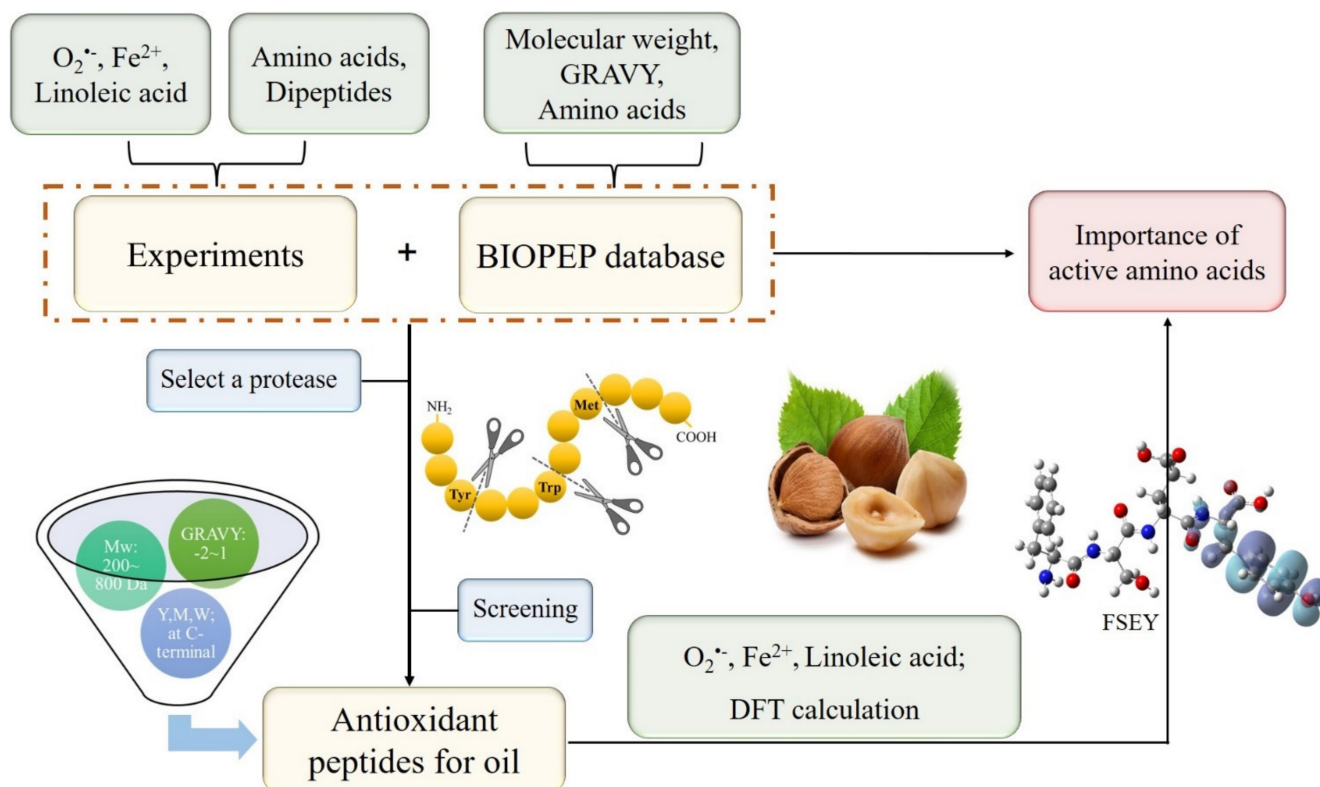 O₂•⁻, Fe²⁺,
Linoleic acid
Amino acids,
Dipeptides
Molecular weight,
GRAVY,
Amino acids
Experiments
+
BIOPEP database
Importance of
active amino acids
Select a protease
NH₂
Tyr
Trp
Met
COOH
Mw:
200~
800 Da
GRAVY:
-2~1
Y,M,W;
at C-
terminal
Screening
FSEY
O₂•⁻, Fe²⁺, Linoleic acid;
DFT calculation
Antioxidant
peptides for oil